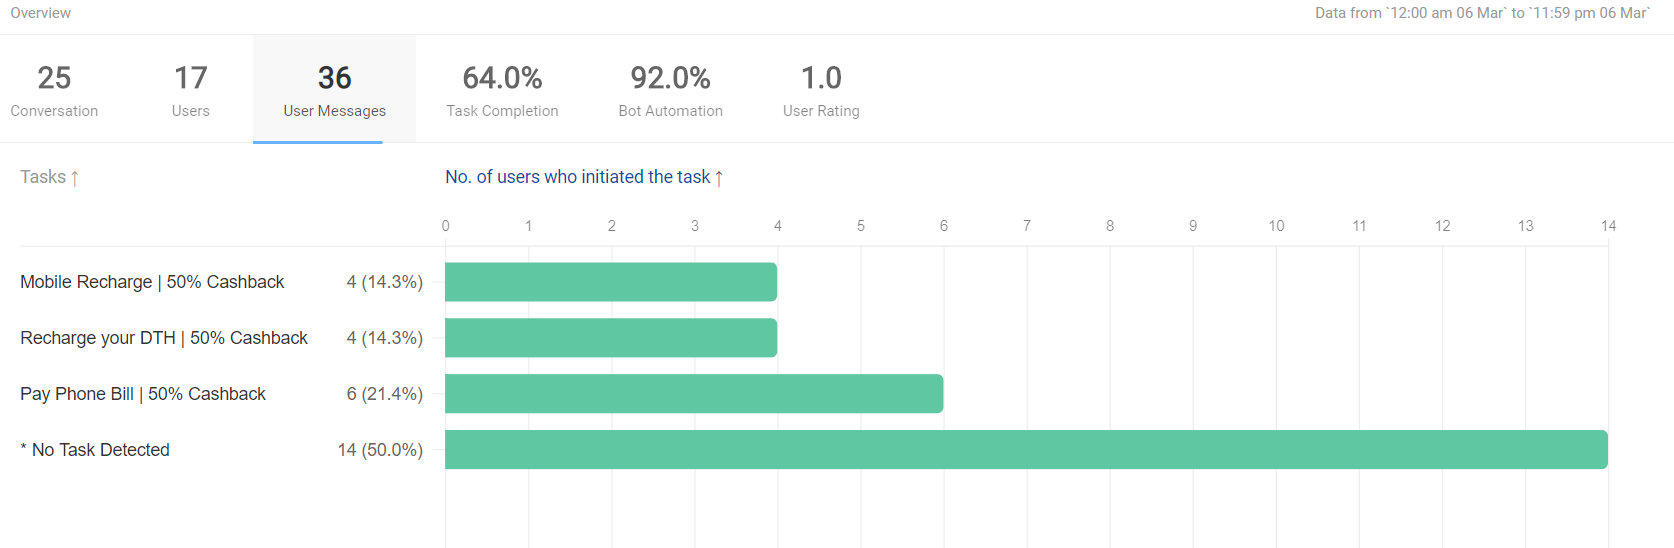 Overview
Data from `12:00 am 06 Mar` to `11:59 pm 06 Mar`
25 17 36 64.0% 92.0% 1.0
Conversation Users User Messages Task Completion Bot Automation User Rating
Tasks ↑ No. of users who initiated the task ↑
0 1 2 3 4 5 6 7 8 9 10 11 12 13 14
Mobile Recharge | 50% Cashback 4 (14.3%)
Recharge your DTH | 50% Cashback 4 (14.3%)
Pay Phone Bill | 50% Cashback 6 (21.4%)
* No Task Detected 14 (50.0%)